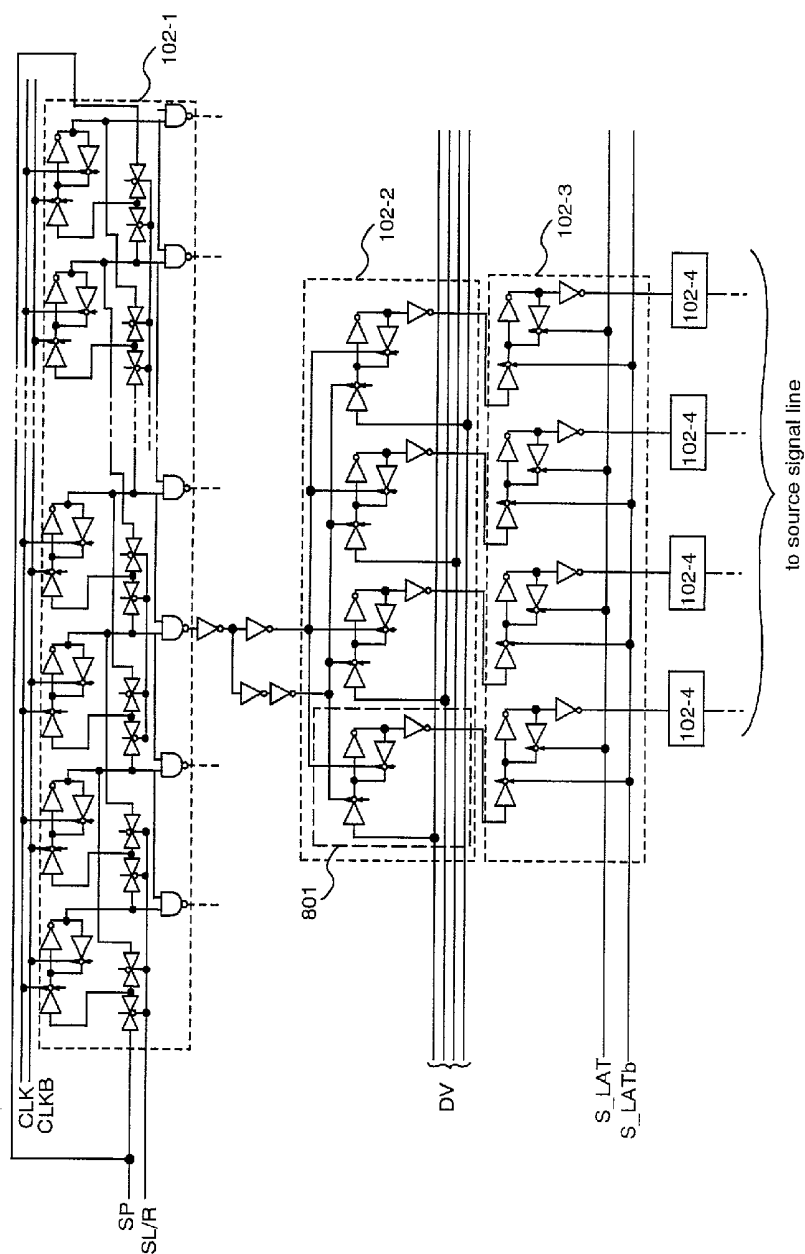 102-1
CLK
CLKB
SP
SL/R
102-2
801
DV
102-3
S_LAT
S_LATb
102-4
102-4
102-4
102-4
to source signal line